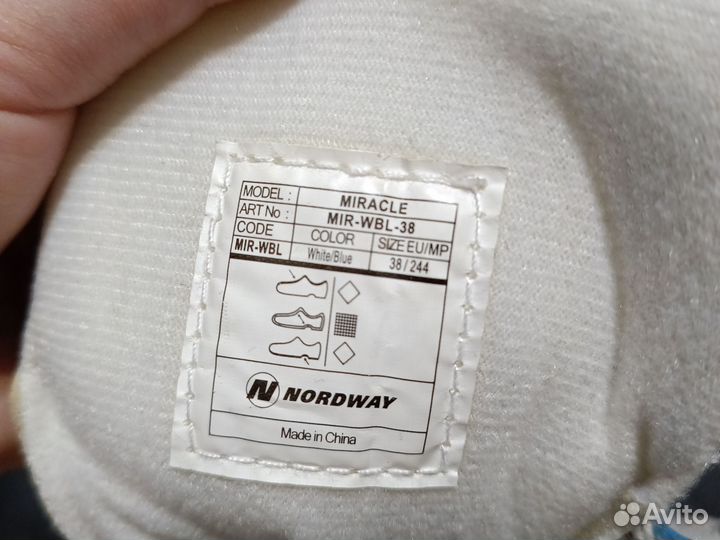 MODEL : MIRACLE
ART No : MIR-WBL-38
CODE COLOR SIZE EU/MP
MIR-WBL White/Blue 38 / 244
N NORDWAY
Made in China
Avito